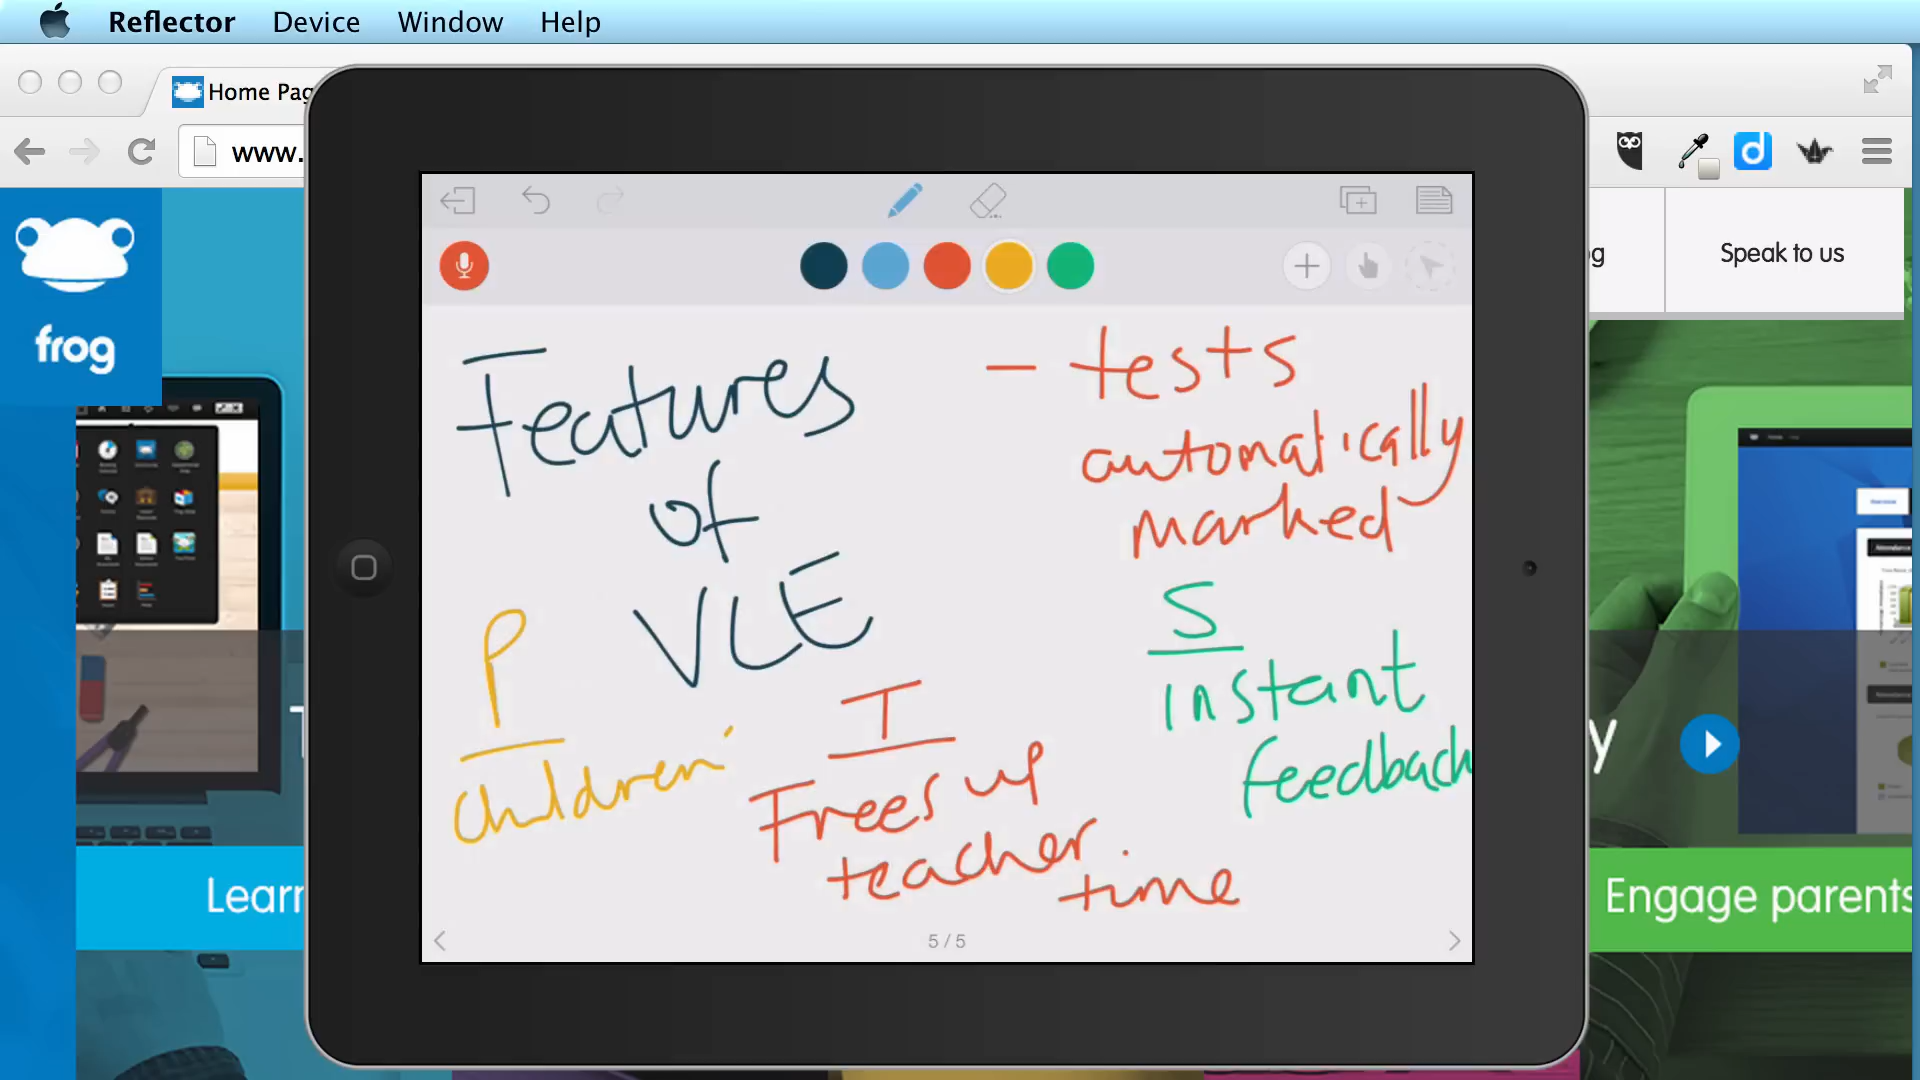 Reflector Device Window Help
Home Pag
www.
Speak to us
frog
Features
of
VLE
- tests
automatically
marked
S
instant
feedback
P
children'
T
Frees up
teacher
time
Learn
y
Engage parents
5 / 5